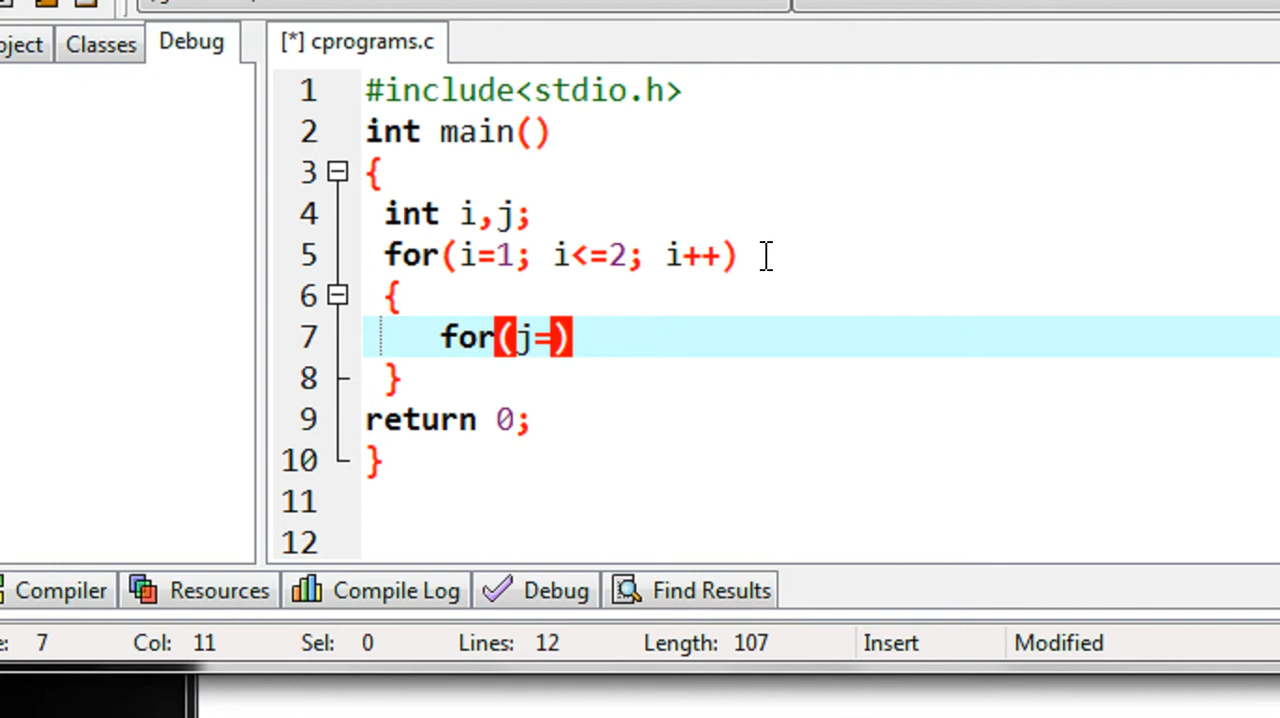 oject Classes Debug [*] cprograms.c
1 #include<stdio.h>
2 int main()
3 {
4 int i,j;
5 for(i=1; i<=2; i++)
6 {
7 for(j=)
8 }
9 return 0;
10 }
11
12
Compiler Resources Compile Log Debug Find Results
e: 7 Col: 11 Sel: 0 Lines: 12 Length: 107 Insert Modified